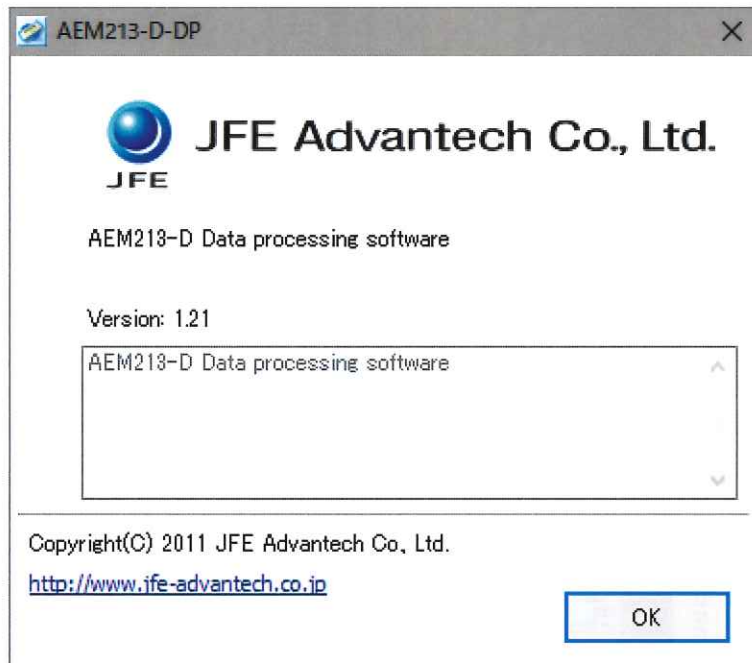 AEM213-D-DP
JFE Advantech Co., Ltd.
JFE
AEM213-D Data processing software
Version: 1.21
AEM213-D Data processing software
Copyright(C) 2011 JFE Advantech Co., Ltd.
http://www.jfe-advantech.co.jp
OK